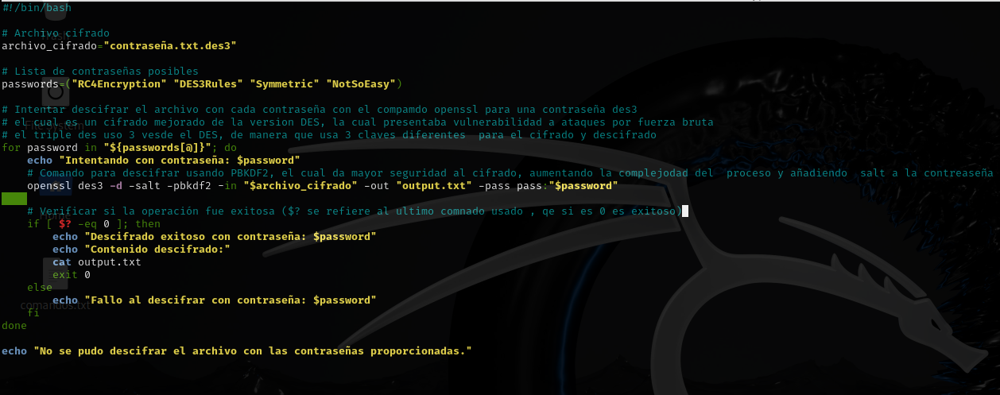 #!/bin/bash
# Archivo cifrado
archivo_cifrado="contraseña.txt.des3"
# Lista de contraseñas posibles
passwords=("RC4Encryption" "DES3Rules" "Symmetric" "NotSoEasy")
# Intentar descifrar el archivo con cada contraseña con el compamdo openssl para una contraseña des3
# el cual es un cifrado mejorado de la version DES, la cual presentaba vulnerabilidad a ataques por fuerza bruta
# el triple des uso 3 vesde el DES, de manera que usa 3 claves diferentes  para el cifrado y descifrado
for password in "${passwords[@]}"; do
    echo "Intentando con contraseña: $password"
    # Comando para descifrar usando PBKDF2, el cual da mayor seguridad al cifrado, aumentando la complejodad del  proceso y añadiendo  salt a la contreaseña
    openssl des3 -d -salt -pbkdf2 -in "$archivo_cifrado" -out "output.txt" -pass pass:"$password"
    # Verificar si la operación fue exitosa ($? se refiere al ultimo comnado usado , qe si es 0 es exitoso)
    if [ $? -eq 0 ]; then
        echo "Descifrado exitoso con contraseña: $password"
        echo "Contenido descifrado:"
        cat output.txt
        exit 0
    else
        echo "Fallo al descifrar con contraseña: $password"
    fi
done
echo "No se pudo descifrar el archivo con las contraseñas proporcionadas."
Trash
File System
comandos.txt